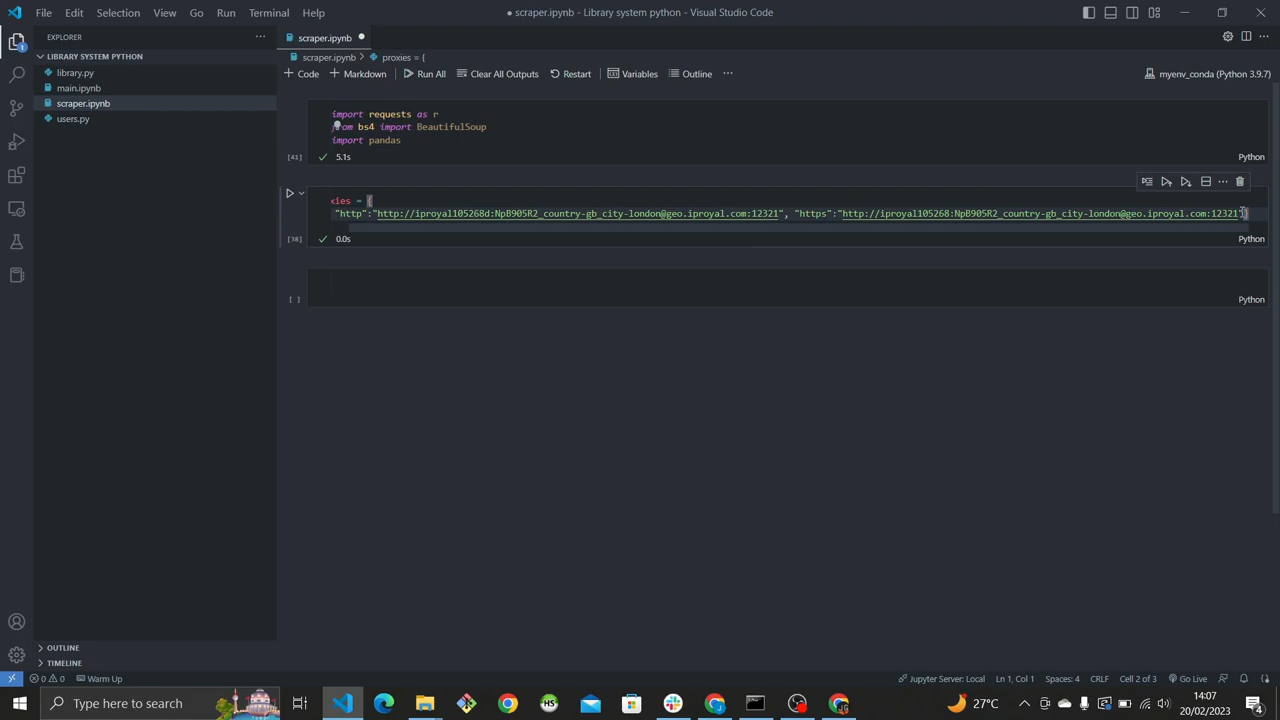 File Edit Selection View Go Run Terminal Help
● scraper.ipynb - Library system python - Visual Studio Code
EXPLORER
scraper.ipynb
LIBRARY SYSTEM PYTHON
library.py
main.ipynb
scraper.ipynb
users.py
scraper.ipynb > proxies = {
+ Code + Markdown Run All Clear All Outputs Restart Variables Outline ...
myenv_conda (Python 3.9.7)
import requests as r
from bs4 import BeautifulSoup
import pandas
[41] 5.1s Python
xies = {
"http":"http://iproyal105268d:NpB905R2_country-gb_city-london@geo.iproyal.com:12321", "https":"http://iproyal105268:NpB905R2_country-gb_city-london@geo.iproyal.com:12321"}
[38] 0.0s Python
[ ] Python
OUTLINE
TIMELINE
0 0 Warm Up
Jupyter Server: Local Ln 1, Col 1 Spaces: 4 CRLF Cell 2 of 3 Go Live
Type here to search
27°C
14:07
20/02/2023